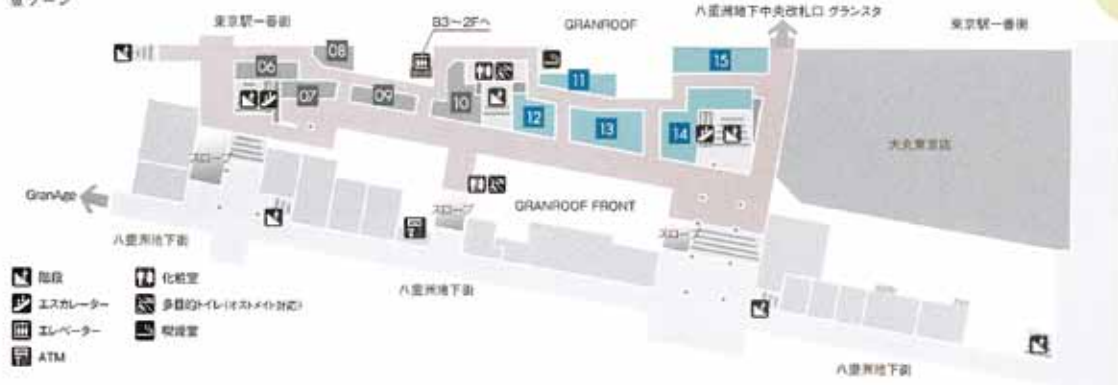 東京駅一番街
B3〜2Fへ
GRANROOF
八重洲地下中央改札口 グランスタ
東京駅一番街
06
07
08
09
10
11
12
13
14
15
大丸東京店
スロープ
GranAge
スロープ
GRANROOF FRONT
スロープ
八重洲地下街
八重洲地下街
八重洲地下街
階段
化粧室
エスカレーター
多目的トイレ(オストメイト対応)
エレベーター
喫煙室
ATM